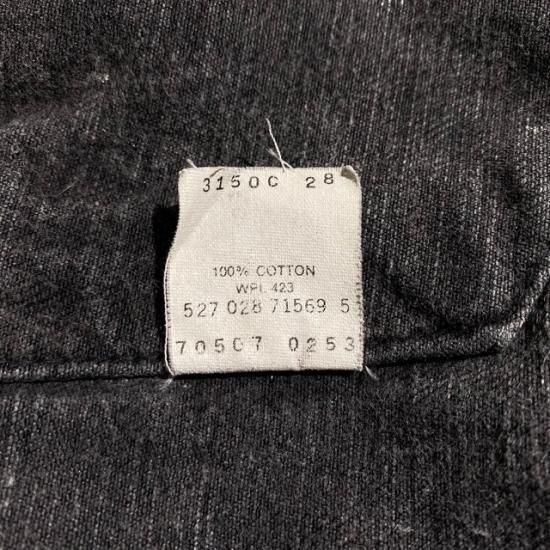 3150C 28
100% COTTON
WPL 423
527 028 71569 5
70507 0253